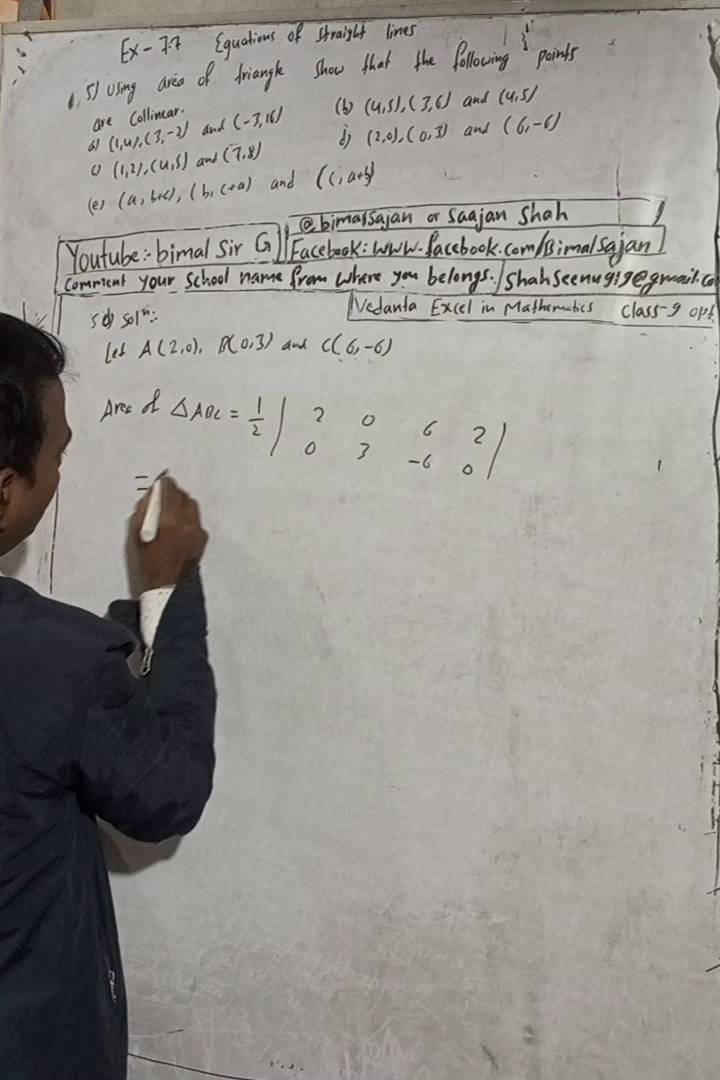 Ex - 7.7 Equations of straight lines
5) Using area of triangle show that the following points
are collinear.
a) (1,4), (3,-2) and (-3,16)
(b) (4,5), (3,6) and (4,5)
c) (1,2), (4,5) and (7,8)
d) (2,0), (0,3) and (6,-6)
(e) (a, b+c), (b, c+a) and (c, a+b)
@bimalsajan or Saajan Shah
Youtube:- bimal Sir G
Facebook: www.facebook.com/Bimalsajan
Comment your School name from where you belongs. / Shahseenu919@gmail.co
Vedanta Excel in Mathematics Class-9 opt
5d) Solⁿ:
Let A(2,0), B(0,3) and C(6,-6)
Area of △ABC = 1/2 | 2 0 6 2
0 3 -6 0 |
=